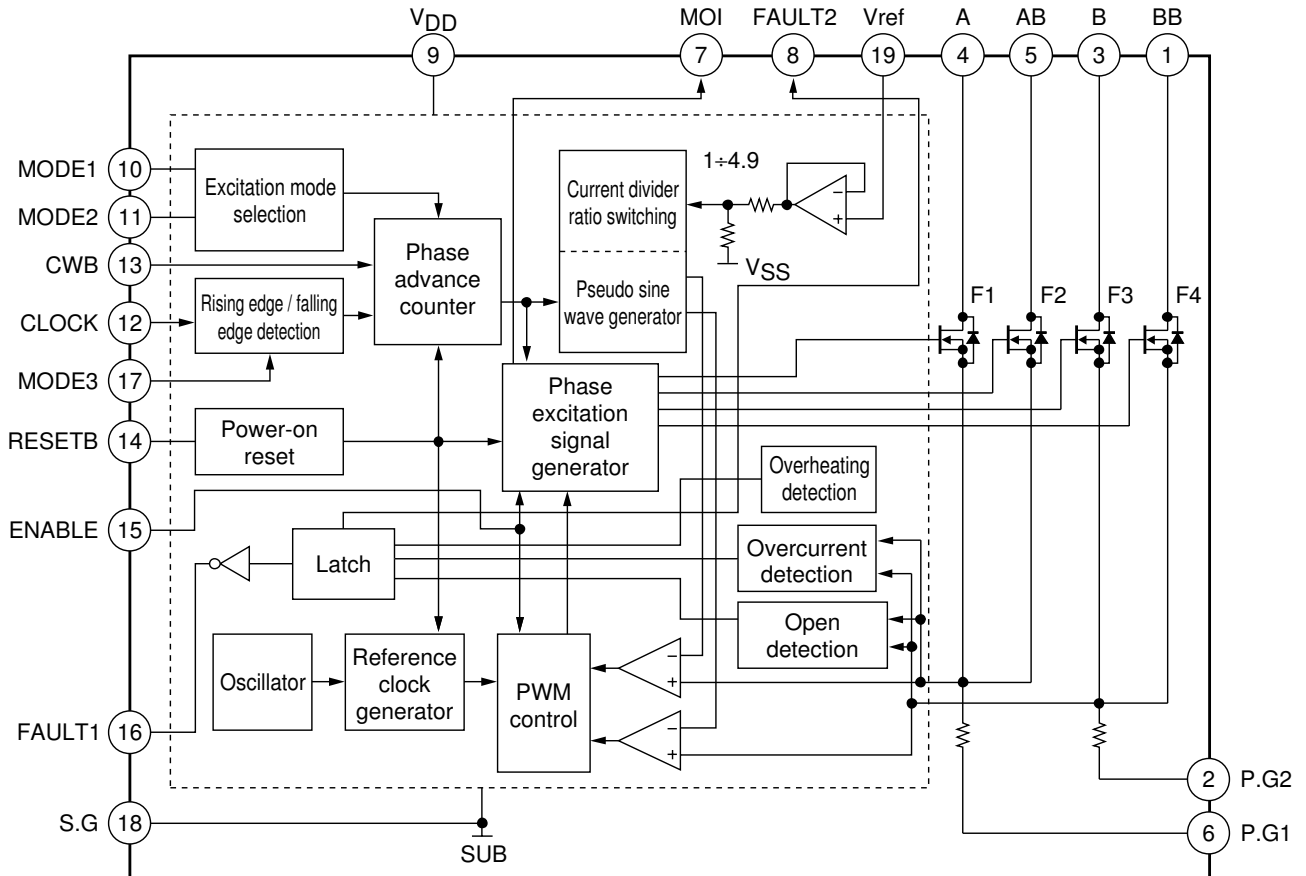 VDD
MOI
FAULT2
Vref
A
AB
B
BB
9
7
8
19
4
5
3
1
MODE1
10
MODE2
11
CWB
13
CLOCK
12
MODE3
17
RESETB
14
ENABLE
15
FAULT1
16
S.G
18
Excitation mode
selection
Phase
advance
counter
Rising edge / falling
edge detection
Current divider
ratio switching
Pseudo sine
wave generator
1÷4.9
-
+
VSS
F1
F2
F3
F4
Power-on
reset
Phase
excitation
signal
generator
Overheating
detection
Latch
Overcurrent
detection
Open
detection
Oscillator
Reference
clock
generator
PWM
control
-
+
-
+
2
P.G2
6
P.G1
SUB